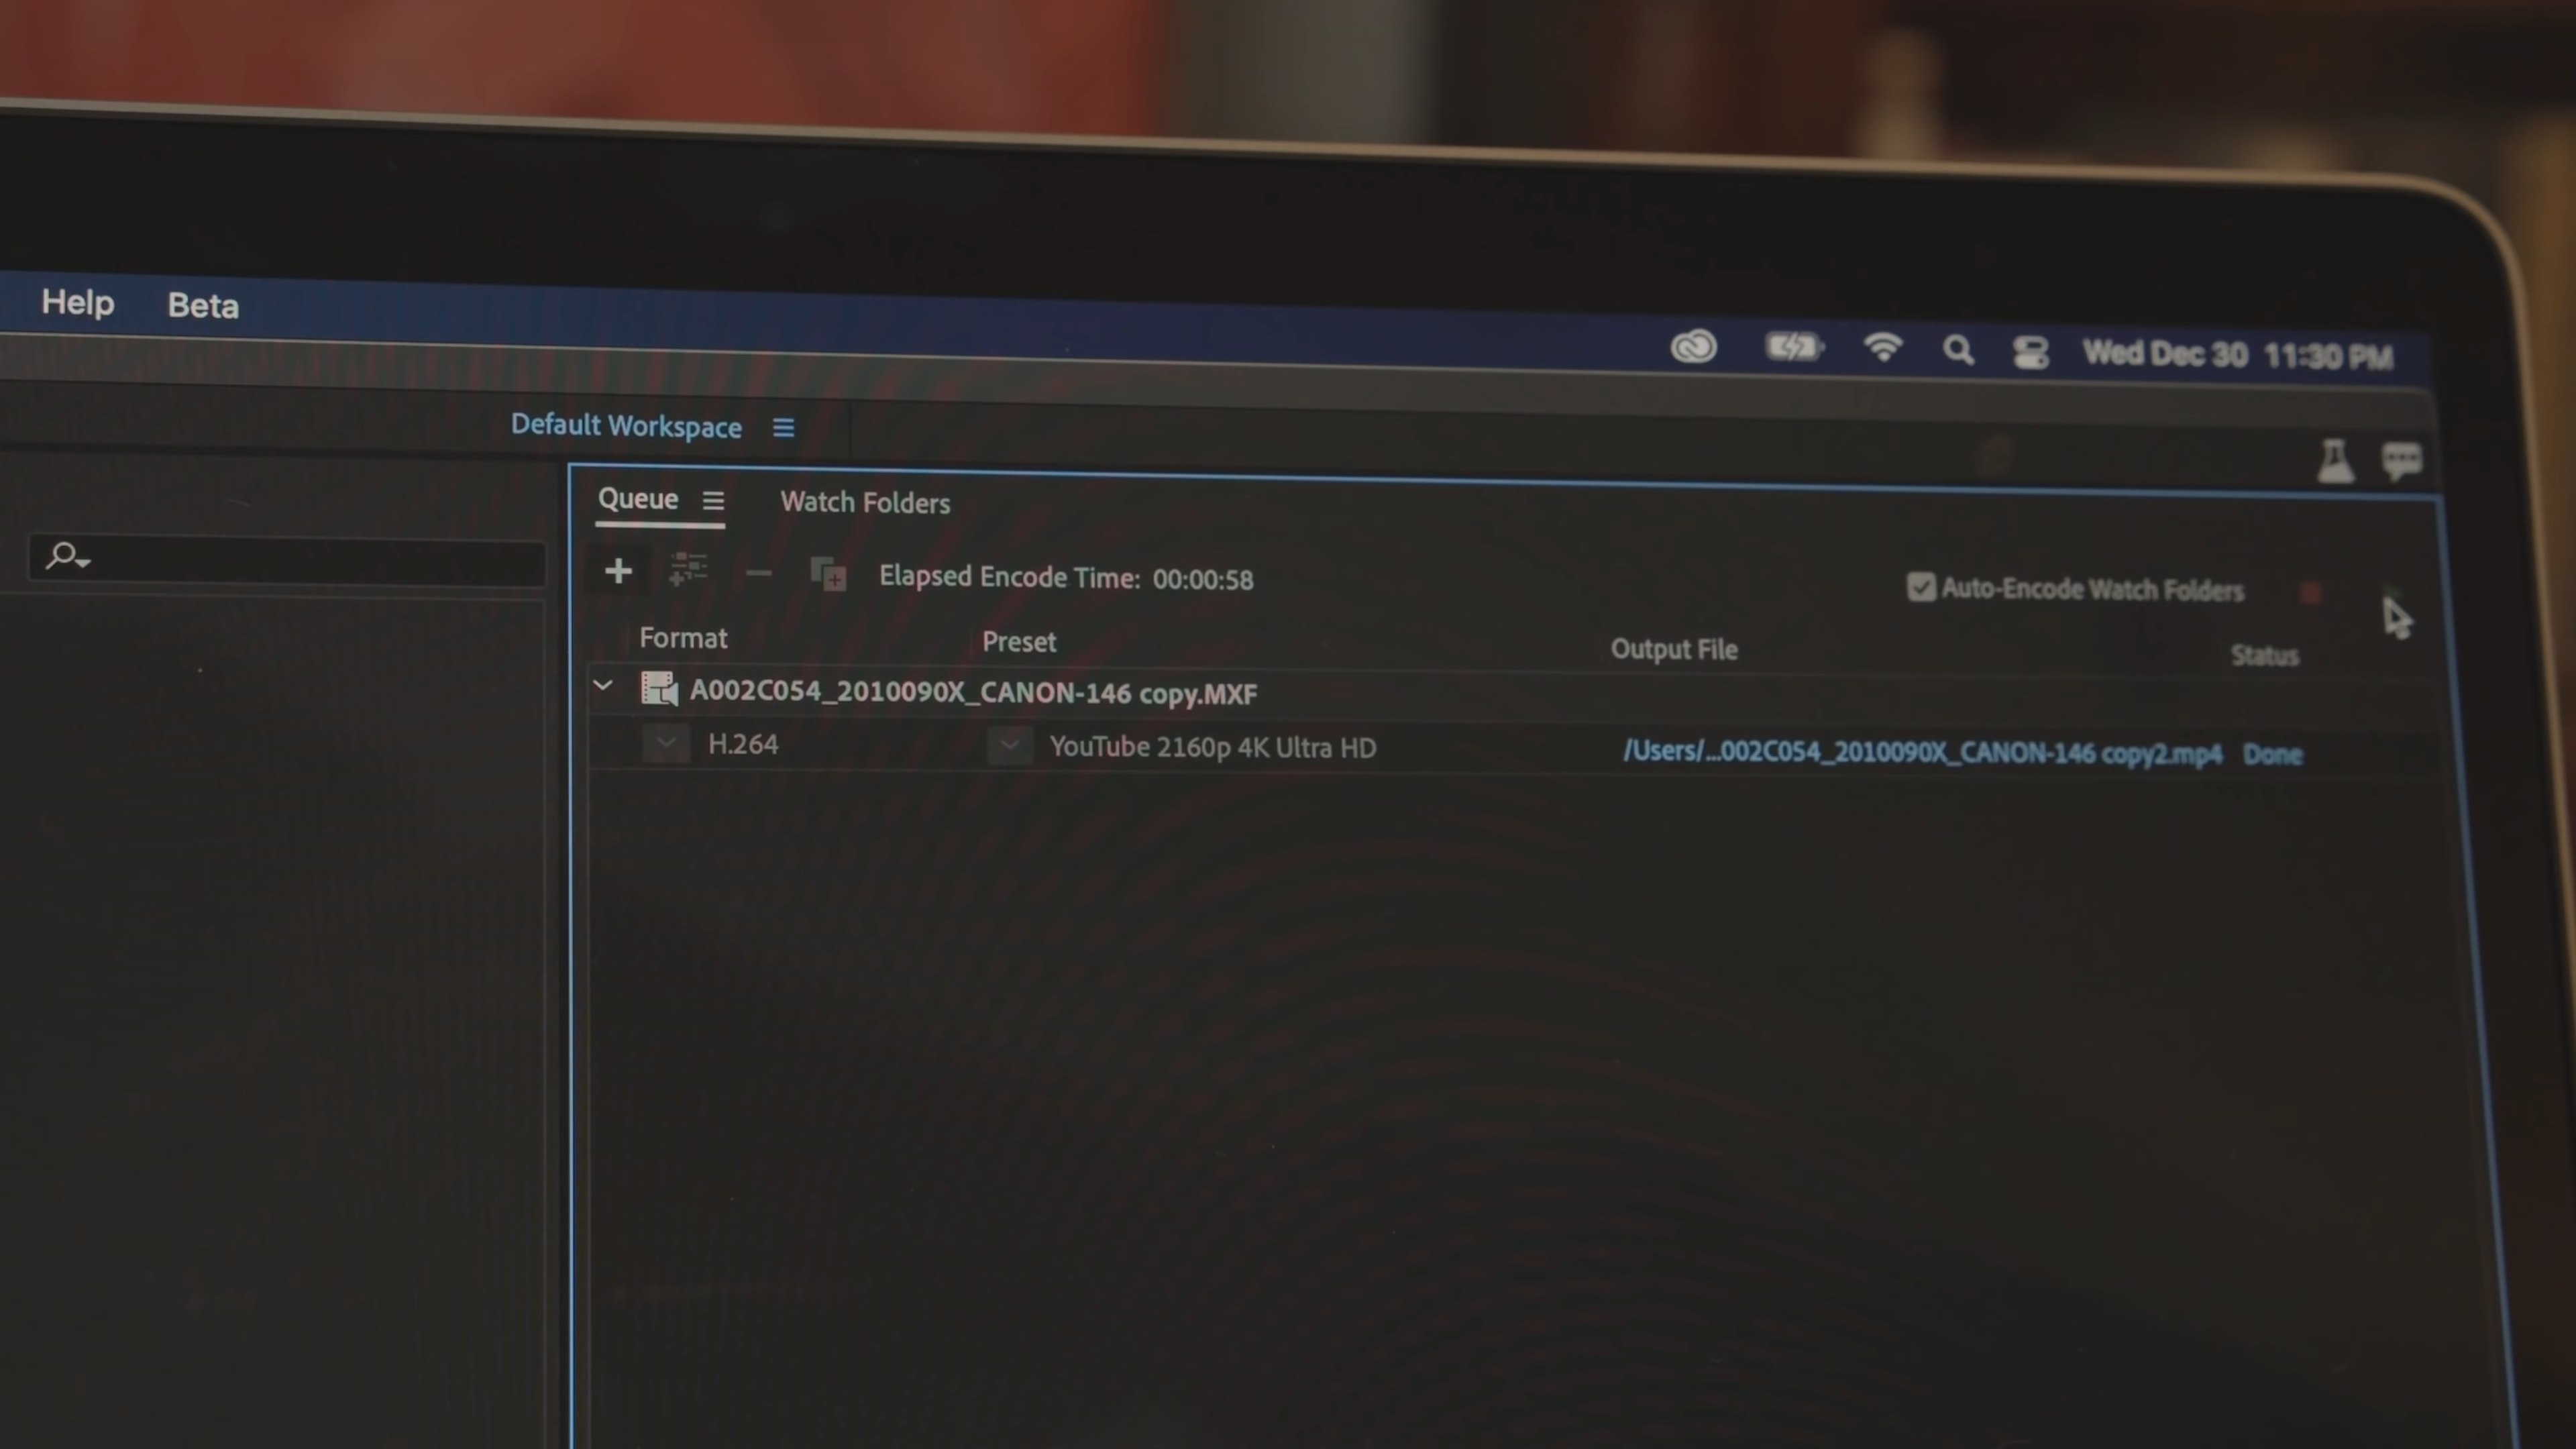 Help Beta Wed Dec 30 11:30 PM
Default Workspace
Queue Watch Folders
Elapsed Encode Time: 00:00:58 Auto-Encode Watch Folders
Format Preset Output File Status
A002C054_2010090X_CANON-146 copy.MXF
H.264 YouTube 2160p 4K Ultra HD /Users/...002C054_2010090X_CANON-146 copy2.mp4 Done